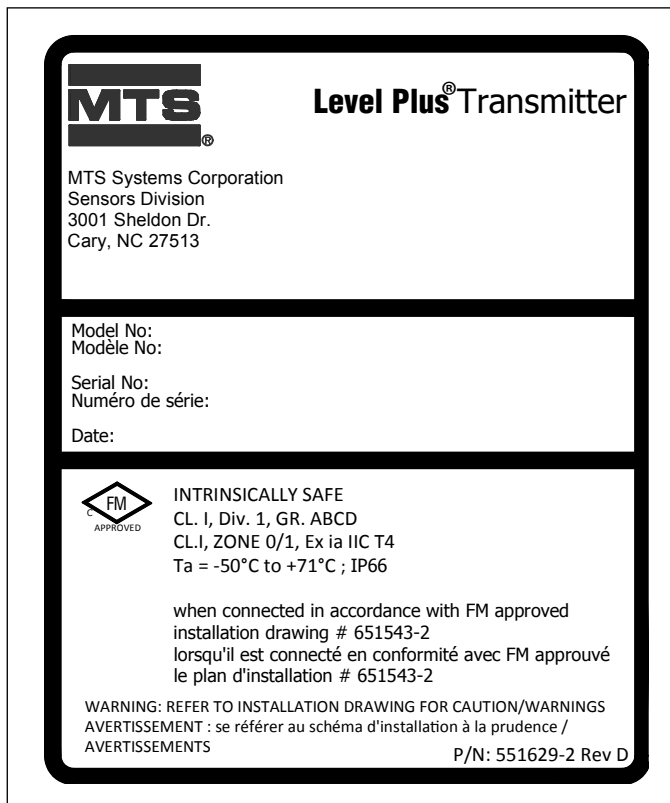 MTS®
Level Plus® Transmitter
MTS Systems Corporation
Sensors Division
3001 Sheldon Dr.
Cary, NC 27513
Model No:
Modèle No:
Serial No:
Numéro de série:
Date:
FM
C
APPROVED
INTRINSICALLY SAFE
CL. I, Div. 1, GR. ABCD
CL.I, ZONE 0/1, Ex ia IIC T4
Ta = -50°C to +71°C ; IP66
when connected in accordance with FM approved
installation drawing # 651543-2
lorsqu'il est connecté en conformité avec FM approuvé
le plan d'installation # 651543-2
WARNING: REFER TO INSTALLATION DRAWING FOR CAUTION/WARNINGS
AVERTISSEMENT : se référer au schéma d'installation à la prudence /
AVERTISSEMENTS
P/N: 551629-2 Rev D